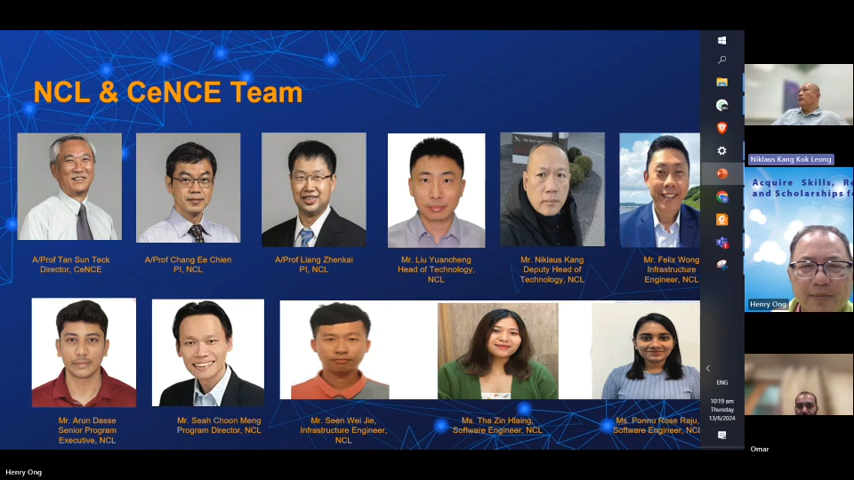 NCL & CeNCE Team
A/Prof Tan Sun Teck
Director, CeNCE
A/Prof Chang Ee Chien
PI, NCL
A/Prof Liang Zhenkai
PI, NCL
Mr. Liu Yuancheng
Head of Technology,
NCL
Mr. Niklaus Kang
Deputy Head of
Technology, NCL
Mr. Felix Wong
Infrastructure
Engineer, NCL
Mr. Arun Dasse
Senior Program
Executive, NCL
Mr. Seah Choon Meng
Program Director, NCL
Mr. Seen Wei Jie,
Infrastructure Engineer,
NCL
Ms. Tha Zin Hlaing,
Software Engineer, NCL
Ms. Ponnu Rose Raju,
Software Engineer, NCL
ENG
10:19 am
Thursday
13/6/2024
Niklaus Kang Kok Leong
Acquire Skills,
and Scholarships
Henry Ong
Omar
Henry Ong